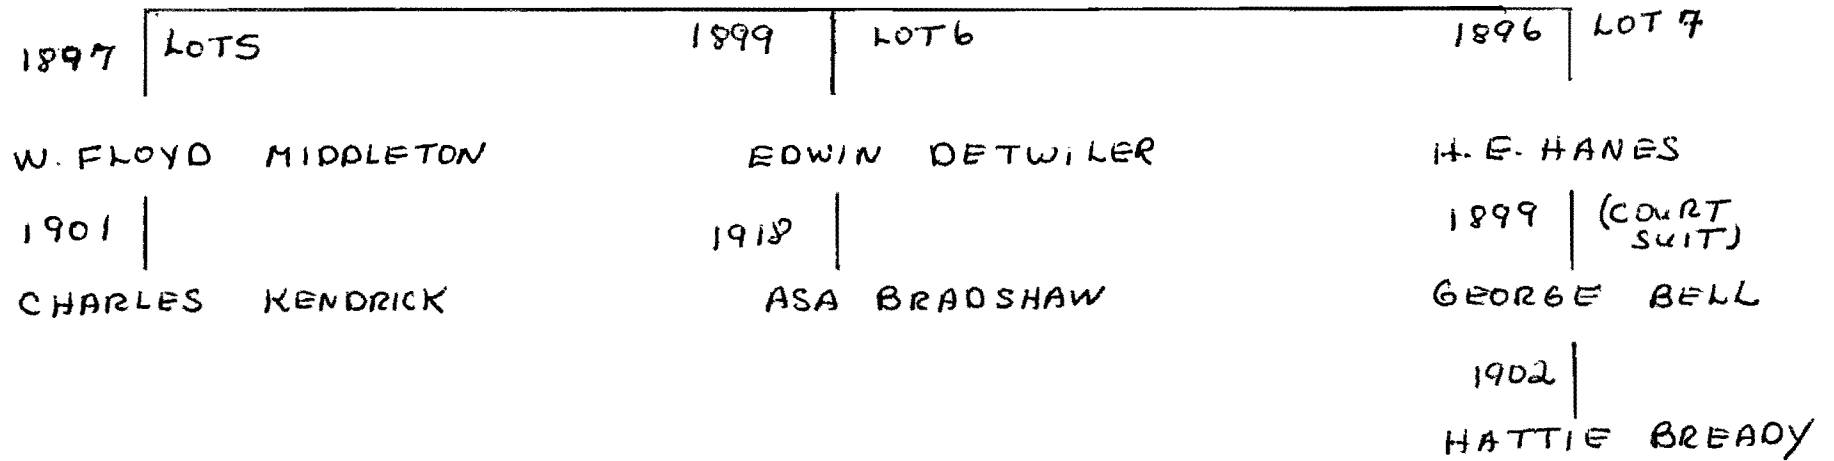 1897 LOT5 1899 LOT6 1896 LOT 7
W. FLOYD MIDDLETON EDWIN DETWILER H. E. HANES
1901 1918 1899 (COURT
SUIT)
CHARLES KENDRICK ASA BRADSHAW GEORGE BELL
1902
HATTIE BREADY